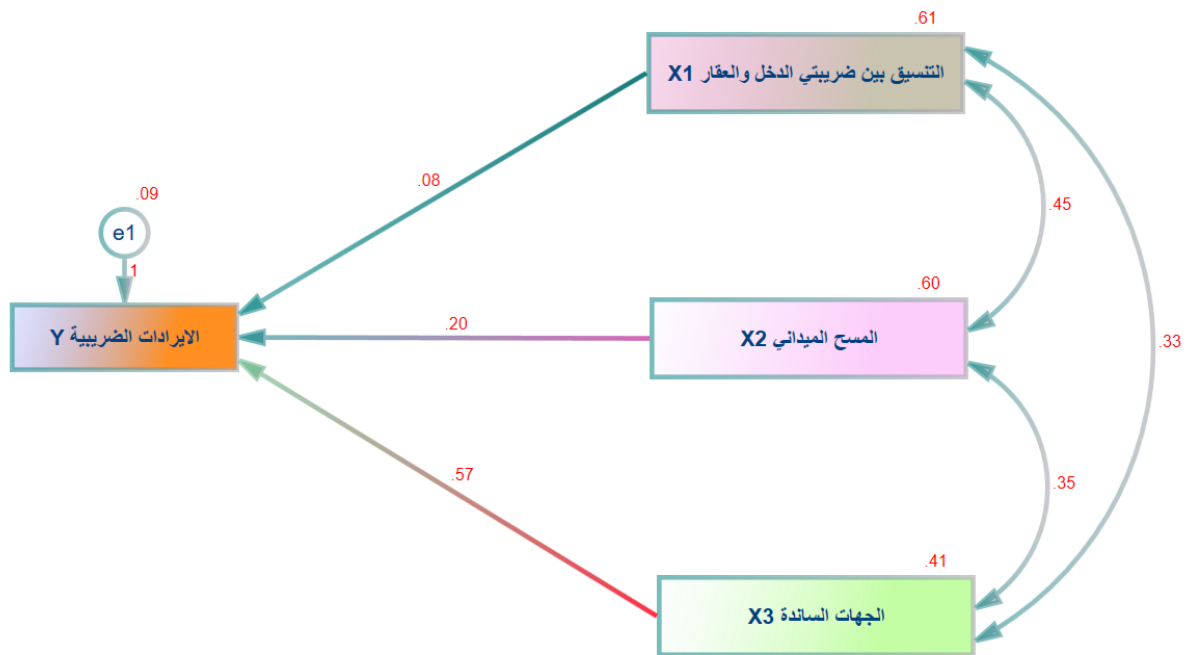 .61
التنسيق بين ضريبتي الدخل والعقار X1
.08
.09
e1
1
.45
.60
الايرادات الضريبية Y
.20
المسح الميداني X2
.33
.57
.35
.41
الجهات الساندة X3